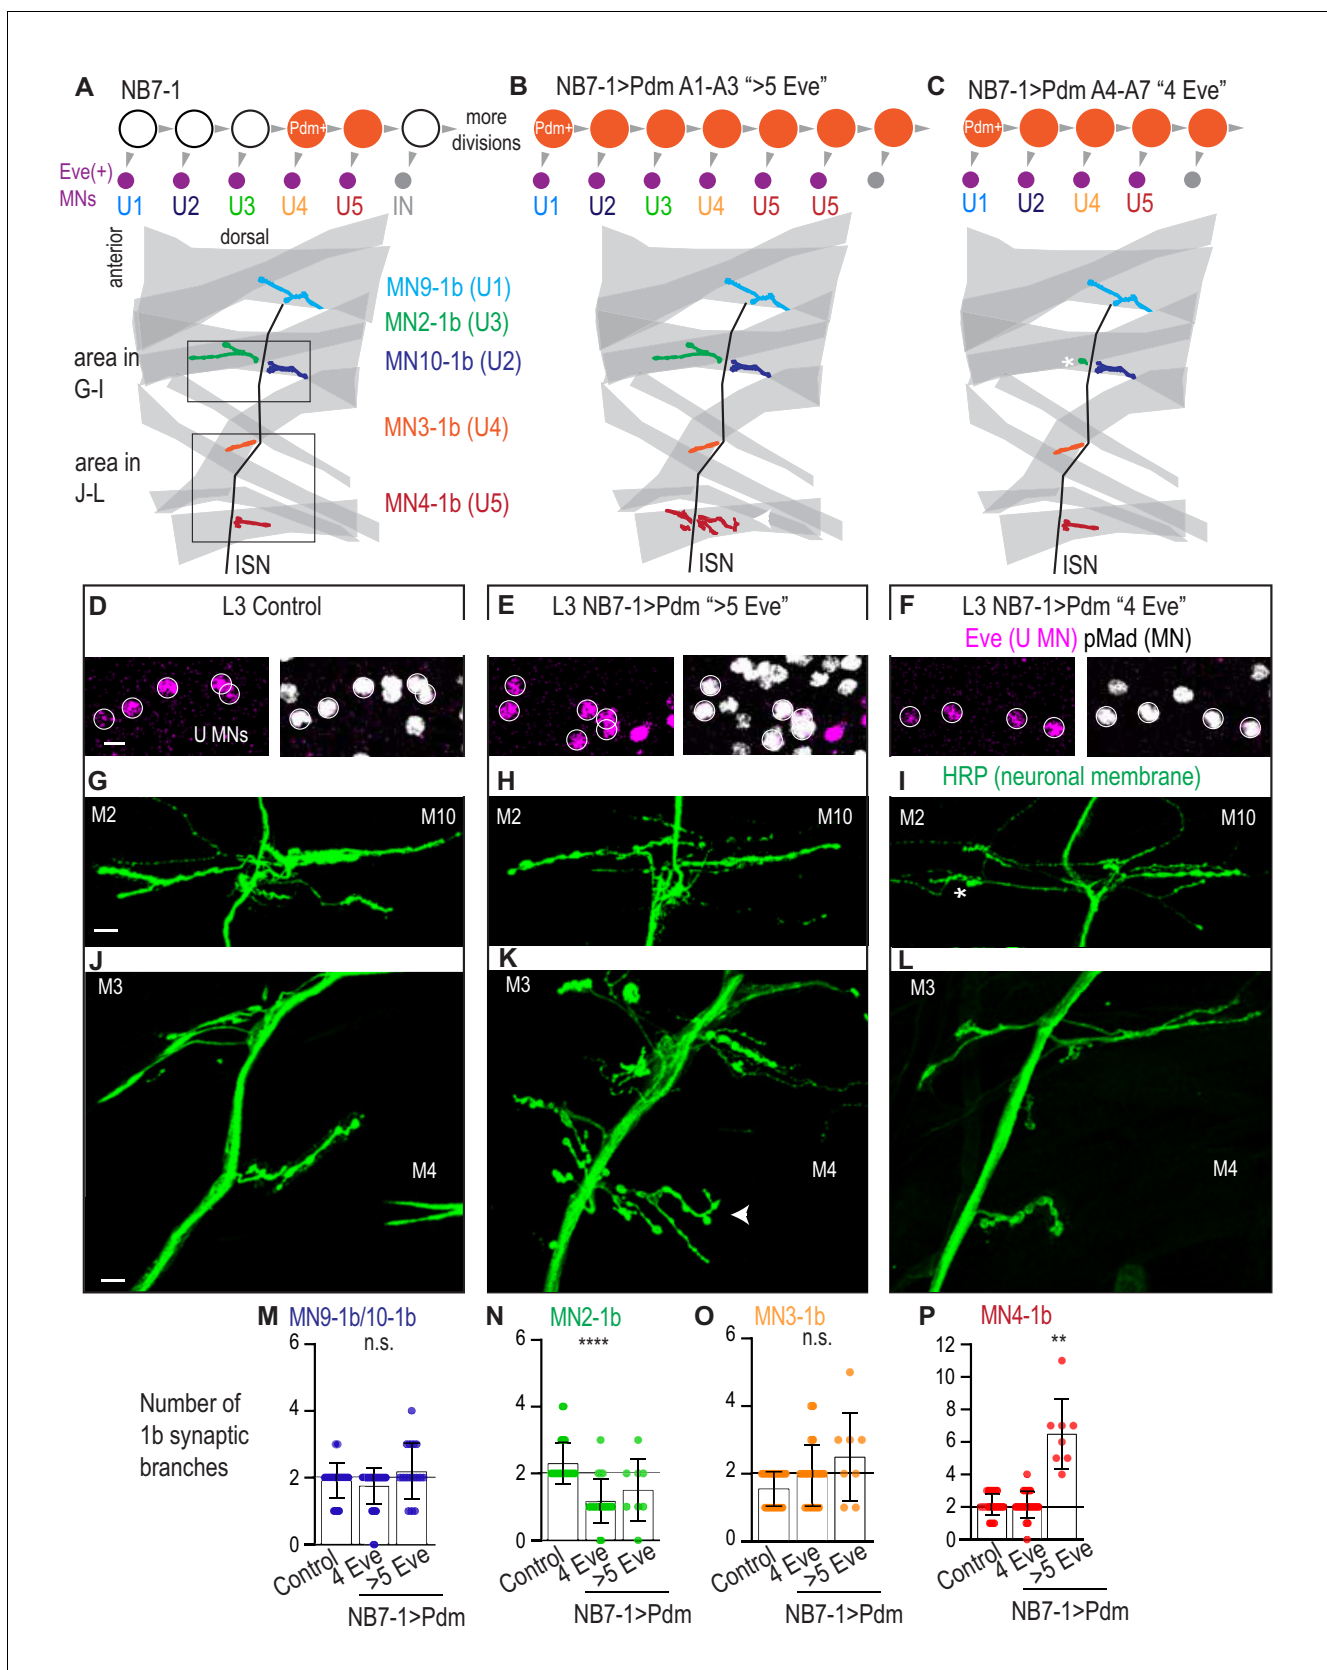 A NB7-1
B NB7-1>Pdm A1-A3 “>5 Eve”
C NB7-1>Pdm A4-A7 “4 Eve”
Pdm+
more
divisions
Pdm+
Pdm+
Eve(+)
MNs
U1 U2 U3 U4 U5 IN
U1 U2 U3 U4 U5 U5
U1 U2 U4 U5
anterior
dorsal
MN9-1b (U1)
MN2-1b (U3)
MN10-1b (U2)
MN3-1b (U4)
MN4-1b (U5)
area in
G-I
area in
J-L
*
ISN
ISN
ISN
D L3 Control
E L3 NB7-1>Pdm “>5 Eve”
F L3 NB7-1>Pdm “4 Eve”
Eve (U MN) pMad (MN)
U MNs
G
H
I HRP (neuronal membrane)
M2 M10
M2 M10
M2 M10
*
J
K
L
M3
M4
M3
M4
M3
M4
M MN9-1b/10-1b
n.s.
6
4
2
0
Control
4 Eve
>5 Eve
NB7-1>Pdm
Number of
1b synaptic
branches
N MN2-1b
****
6
4
2
0
Control
4 Eve
>5 Eve
NB7-1>Pdm
O MN3-1b
n.s.
6
4
2
0
Control
4 Eve
>5 Eve
NB7-1>Pdm
P MN4-1b
**
12
10
8
6
4
2
0
Control
4 Eve
>5 Eve
NB7-1>Pdm